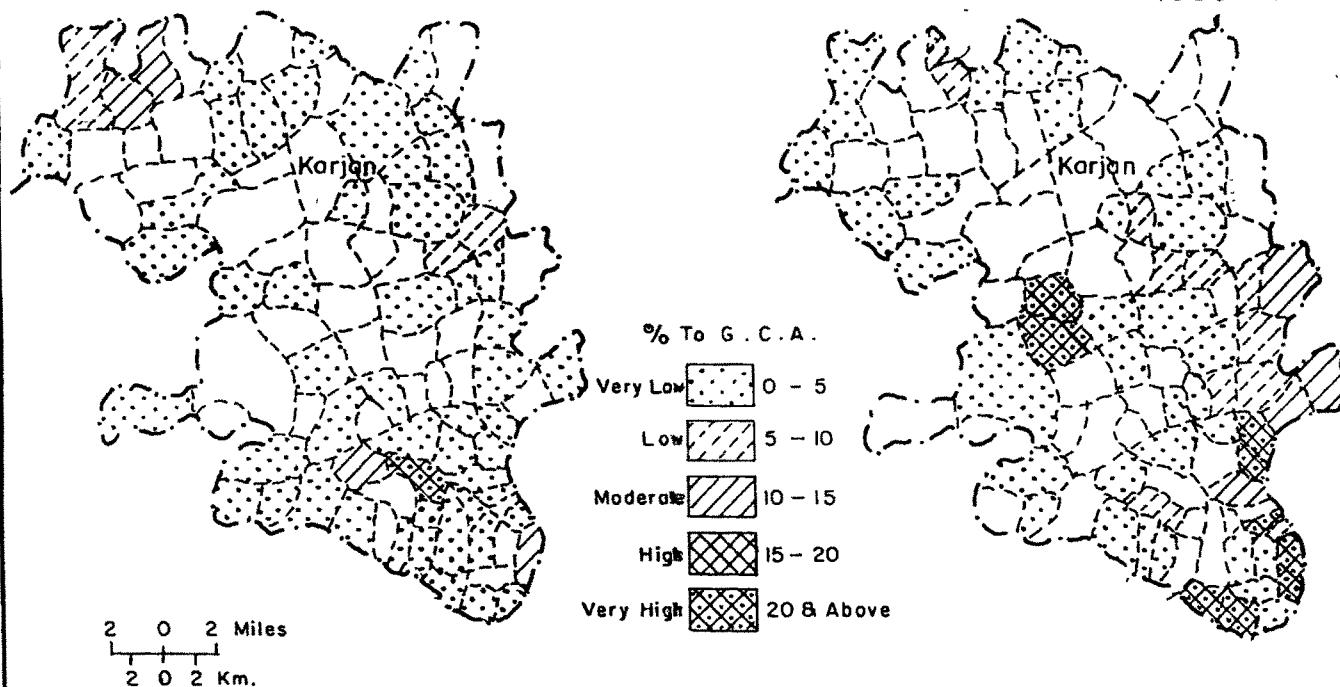 Karjan
Karjan
% To G.C.A.
Very Low 0 - 5
Low 5 - 10
Moderate 10 - 15
High 15 - 20
Very High 20 & Above
2 0 2 Miles
2 0 2 Km.